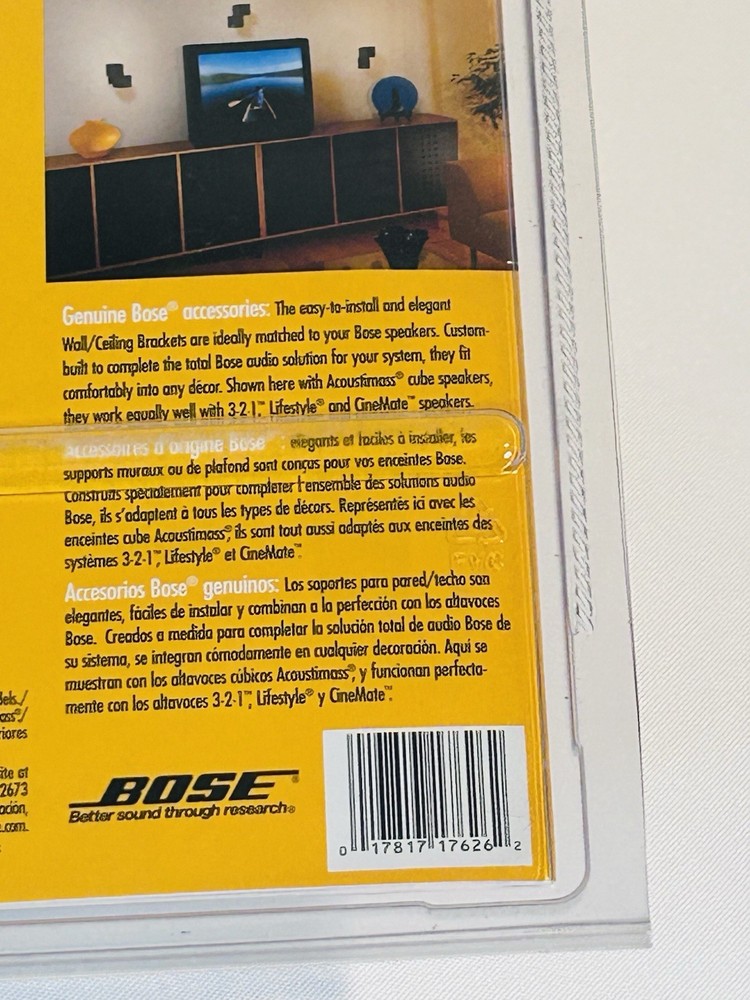 Genuine Bose® accessories: The easy-to-install and elegant
Wall/Ceiling Brackets are ideally matched to your Bose speakers. Custom-
built to complete the total Bose audio solution for your system, they fit
comfortably into any décor. Shown here with Acoustimass® cube speakers,
they work equally well with 3·2·1™, Lifestyle® and CineMate™ speakers.
Accessoires d'origine Bose® : élégants et faciles à installer, les
supports muraux ou de plafond sont conçus pour vos enceintes Bose.
Construits spécialement pour compléter l'ensemble des solutions audio
Bose, ils s'adaptent à tous les types de décors. Représentés ici avec les
enceintes cube Acoustimass®, ils sont tout aussi adaptés aux enceintes des
systèmes 3·2·1™, Lifestyle® et CineMate™.
Accesorios Bose® genuinos: Los soportes para pared/techo son
elegantes, fáciles de instalar y combinan a la perfección con los altavoces
Bose. Creados a medida para completar la solución total de audio Bose de
su sistema, se integran cómodamente en cualquier decoración. Aquí se
muestran con los altavoces cúbicos Acoustimass®, y funcionan perfecta-
mente con los altavoces 3·2·1™, Lifestyle® y CineMate™.
dels./
ass®/
riores
ite at
2673
ación,
.com.
BOSE®
Better sound through research®
0 17817 17626 2